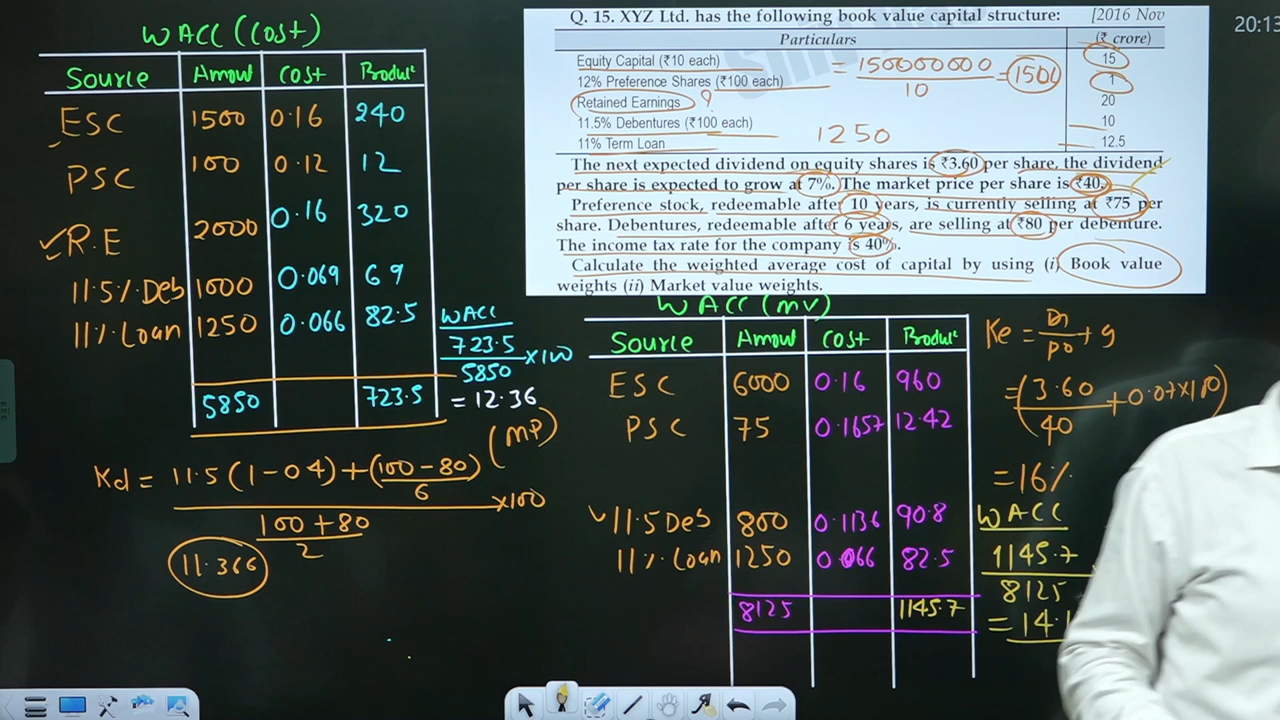 WACC (Cost)
Source Amount Cost Product
ESC 1500 0.16 240
PSC 100 0.12 12
R.E 2000 0.16 320
11.5% Deb 1000 0.069 69
11% Loan 1250 0.066 82.5
5850 723.5
WACC
723.5 ×100
5850
= 12.36
(MP)
Kd = 11.5 (1 - 0.4) + (100 - 80)
6
×100
100 + 80
2
11.366
Q. 15. XYZ Ltd. has the following book value capital structure: [2016 Nov
Particulars (₹ crore)
Equity Capital (₹10 each) 15
12% Preference Shares (₹100 each) 1
Retained Earnings 20
11.5% Debentures (₹100 each) 10
11% Term Loan 12.5
= 150000000 = 1500
10
?
1250
The next expected dividend on equity shares is ₹3.60 per share, the dividend
per share is expected to grow at 7%. The market price per share is ₹40.
Preference stock, redeemable after 10 years, is currently selling at ₹75 per
share. Debentures, redeemable after 6 years, are selling at ₹80 per debenture.
The income tax rate for the company is 40%.
Calculate the weighted average cost of capital by using (i) Book value
weights (ii) Market value weights.
20:13
WACC (mv)
Source Amount Cost Product
ESC 6000 0.16 960
PSC 75 0.1657 12.42
11.5 Deb 800 0.1136 90.8
11% Loan 1250 0.066 82.5
8125 1145.7
Ke = D1 + g
P0
= (3.60 + 0.07 × 100)
40
= 16%
WACC
1145.7
8125
= 14.1